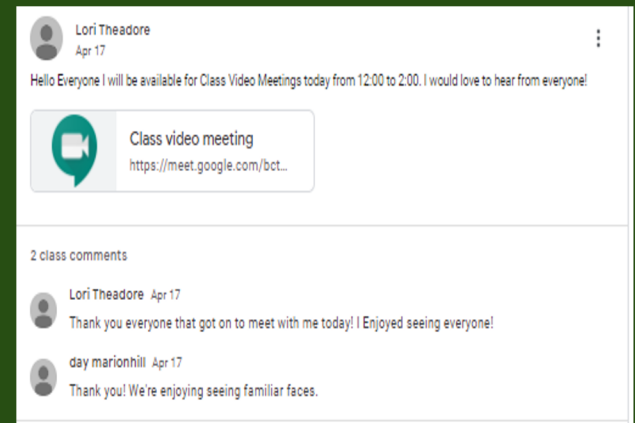 Lori Theadore
Apr 17
Hello Everyone I will be available for Class Video Meetings today from 12:00 to 2:00. I would love to hear from everyone!
Class video meeting
https://meet.google.com/bct...
2 class comments
Lori Theadore Apr 17
Thank you everyone that got on to meet with me today! I Enjoyed seeing everyone!
day marionhill Apr 17
Thank you! We're enjoying seeing familiar faces.